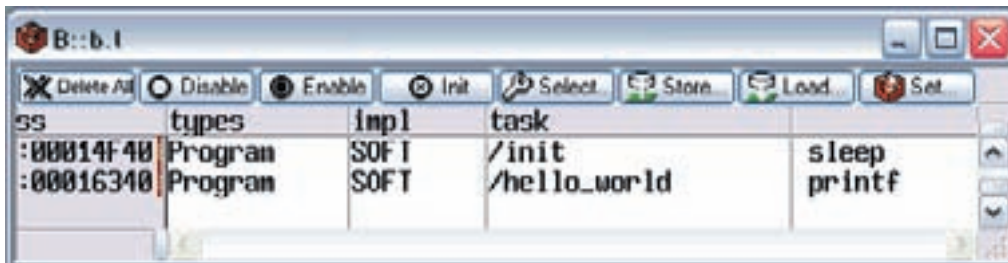 B::b.l
Delete All Disable Enable Init Select... Store... Load... Set...
ss types impl task
:00014F40 Program SOFT /init sleep
:00016340 Program SOFT /hello_world printf